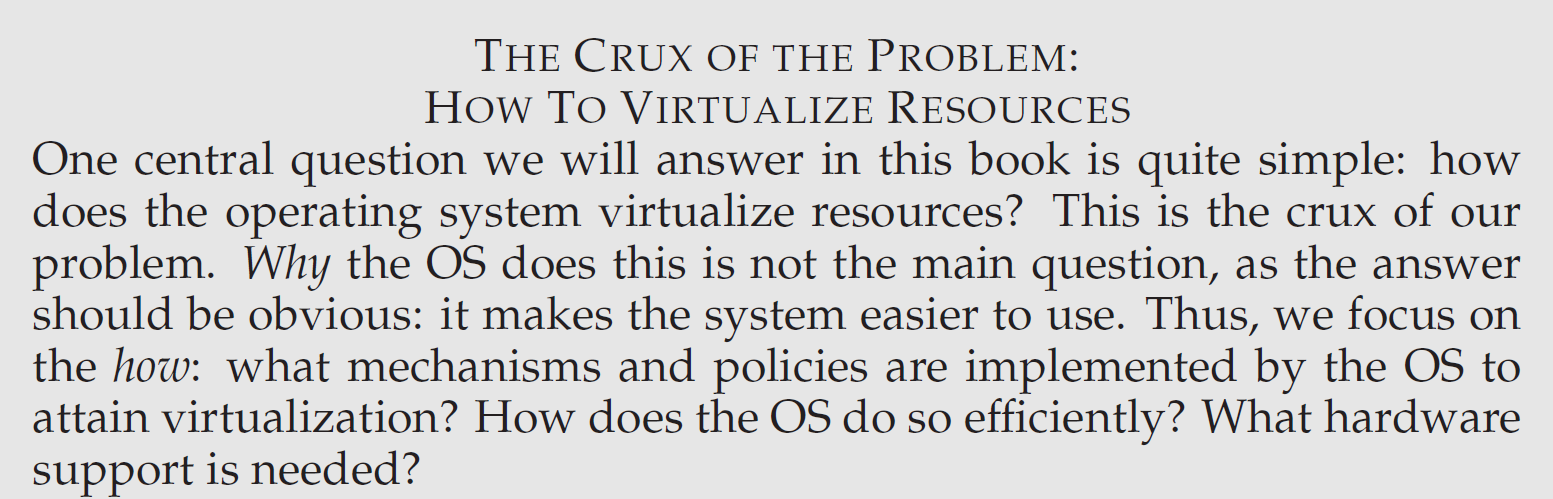 THE CRUX OF THE PROBLEM:
HOW TO VIRTUALIZE RESOURCES
One central question we will answer in this book is quite simple: how
does the operating system virtualize resources? This is the crux of our
problem. Why the OS does this is not the main question, as the answer
should be obvious: it makes the system easier to use. Thus, we focus on
the how: what mechanisms and policies are implemented by the OS to
attain virtualization? How does the OS do so efficiently? What hardware
support is needed?